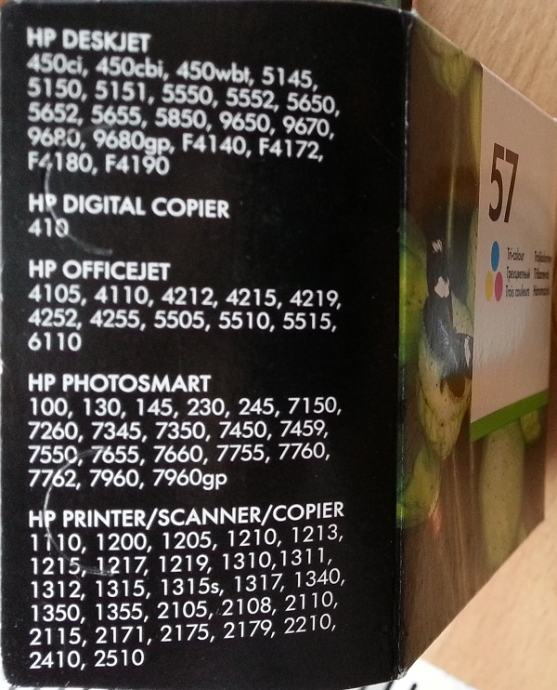 HP DESKJET
450ci, 450cbi, 450wbt, 5145,
5150, 5151, 5550, 5552, 5650,
5652, 5655, 5850, 9650, 9670,
9680, 9680gp, F4140, F4172,
F4180, F4190
HP DIGITAL COPIER
410
HP OFFICEJET
4105, 4110, 4212, 4215, 4219,
4252, 4255, 5505, 5510, 5515,
6110
HP PHOTOSMART
100, 130, 145, 230, 245, 7150,
7260, 7345, 7350, 7450, 7459,
7550, 7655, 7660, 7755, 7760,
7762, 7960, 7960gp
HP PRINTER/SCANNER/COPIER
1110, 1200, 1205, 1210, 1213,
1215, 1217, 1219, 1310,1311,
1312, 1315, 1315s, 1317, 1340,
1350, 1355, 2105, 2108, 2110,
2115, 2171, 2175, 2179, 2210,
2410, 2510
57
Tri-colour
Трехцветный
Trois couleurs